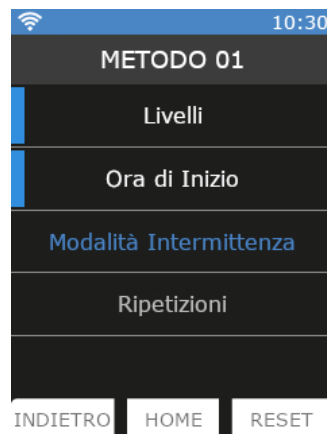 10:30
METODO 01
Livelli
Ora di Inizio
Modalità Intermittenza
Ripetizioni
INDIETRO HOME RESET